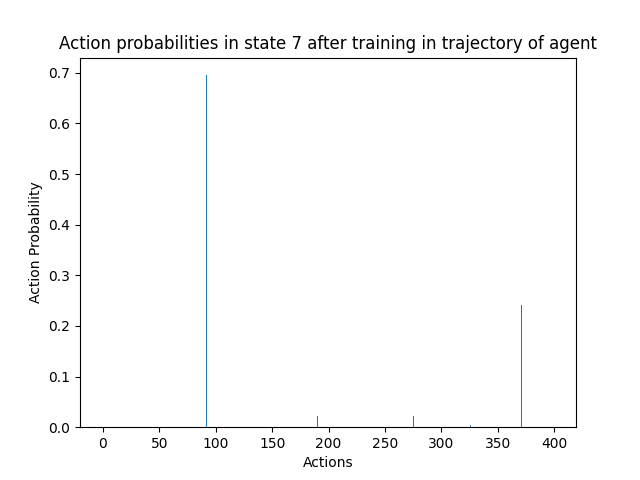 Action probabilities in state 7 after training in trajectory of agent
0.7
0.6
0.5
0.4
0.3
0.2
0.1
0.0
Action Probability
0 50 100 150 200 250 300 350 400
Actions